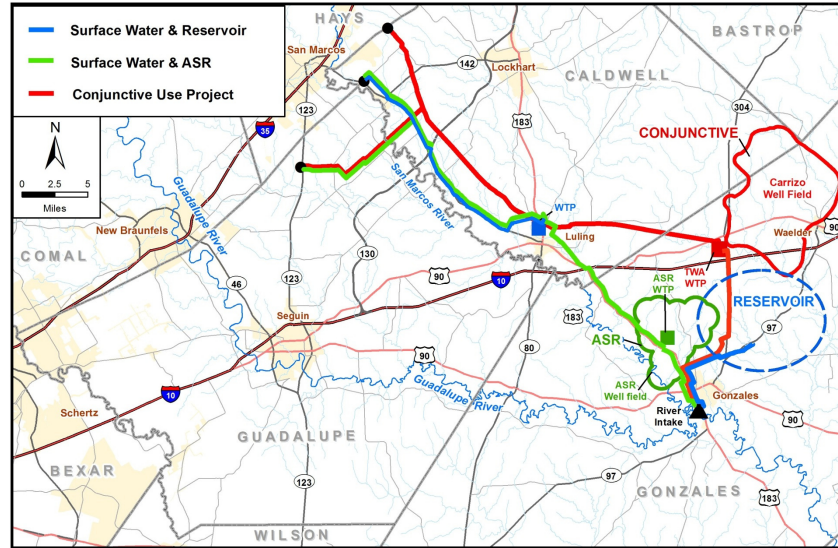 Surface Water & Reservoir
Surface Water & ASR
Conjunctive Use Project
N
0 2.5 5
Miles
HAYS
San Marcos
BASTROP
142
Lockhart
CALDWELL
123
183
304
35
CONJUNCTIVE
Carrizo
Well Field
Guadalupe River
San Marcos River
WTP
New Braunfels
Luling
Waelder
90
COMAL
130
TWA
WTP
123
90
10
ASR
WTP
46
RESERVOIR
Seguin
183
97
ASR
80
90
ASR
Well field
10
Guadalupe River
Gonzales
River
Intake
90
Schertz
GUADALUPE
BEXAR
97
GONZALES
123
183
WILSON